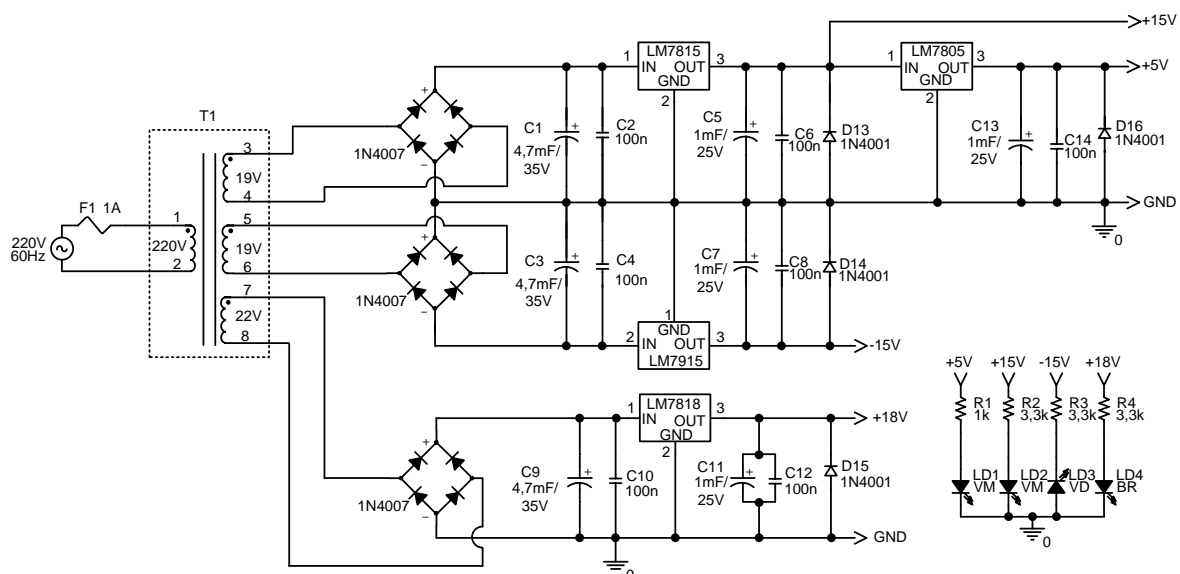 T1
F1 1A
220V
60Hz
1
220V
2
3
19V
4
5
19V
6
7
22V
8
+
1N4007
−
+
1N4007
−
C1
+
4,7mF/
35V
C2
100n
C3
+
4,7mF/
35V
C4
100n
1
LM7815
IN OUT
GND
3
2
1
GND
IN OUT
LM7915
2
3
C5
+
1mF/
25V
C6
100n
D13
1N4001
C7
+
1mF/
25V
C8
100n
D14
1N4001
1
LM7805
IN OUT
GND
3
2
C13
+
1mF/
25V
C14
100n
D16
1N4001
+15V
+5V
GND
0
-15V
+
1N4007
−
C9
+
4,7mF/
35V
C10
100n
1
LM7818
IN OUT
GND
3
2
C11
+
1mF/
25V
C12
100n
D15
1N4001
+18V
GND
0
+5V +15V -15V +18V
R1
1k
R2
3,3k
R3
3,3k
R4
3,3k
LD1
VM
LD2
VM
LD3
VD
LD4
BR
0